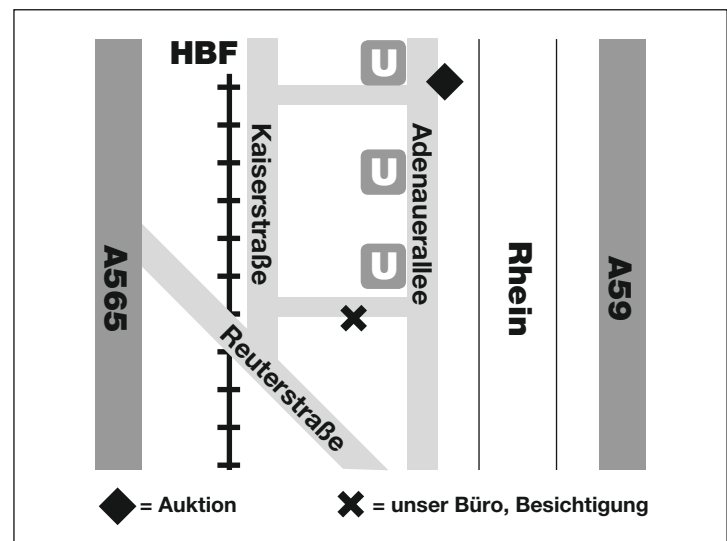 HBF
U
Kaiserstraße
Adenauerallee
U
U
A565
Rhein
A59
Reuterstraße
= Auktion
= unser Büro, Besichtigung